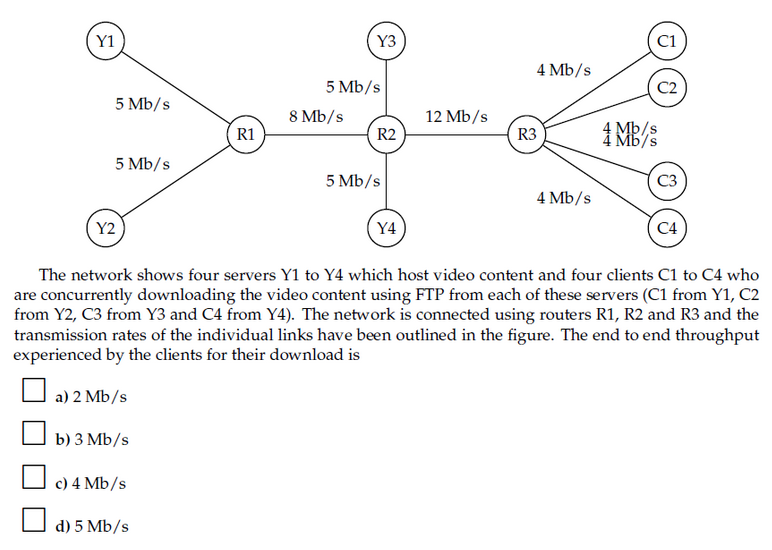 Y1
Y3
C1
4 Mb/s
C2
5 Mb/s
5 Mb/s
8 Mb/s
12 Mb/s
R1
R2
R3
4 Mb/s
4 Mb/s
5 Mb/s
5 Mb/s
C3
4 Mb/s
Y2
Y4
C4
The network shows four servers Y1 to Y4 which host video content and four clients C1 to C4 who
are concurrently downloading the video content using FTP from each of these servers (C1 from Y1, C2
from Y2, C3 from Y3 and C4 from Y4). The network is connected using routers R1, R2 and R3 and the
transmission rates of the individual links have been outlined in the figure. The end to end throughput
experienced by the clients for their download is
a) 2 Mb/s
b) 3 Mb/s
c) 4 Mb/s
d) 5 Mb/s